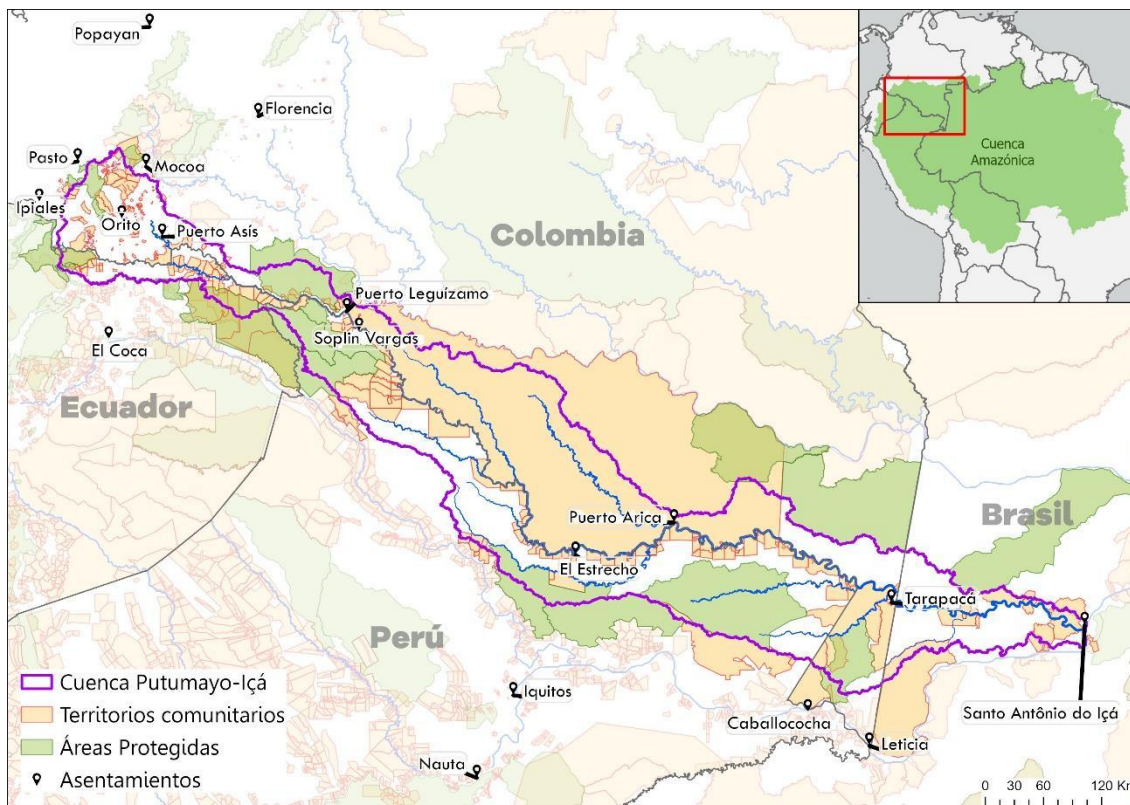 Popayan
Florencia
Cuenca
Amazónica
Pasto
Mocoa
Ipiales
Orito
Puerto Asís
Colombia
Puerto Leguízamo
Soplin Vargas
El Coca
Ecuador
Puerto Arica
Brasil
El Estrecho
Tarapacá
Perú
Cuenca Putumayo-Içá
Territorios comunitarios
Áreas Protegidas
Asentamientos
Iquitos
Caballococha
Santo Antônio do Içá
Leticia
Nauta
0 30 60 120 Km